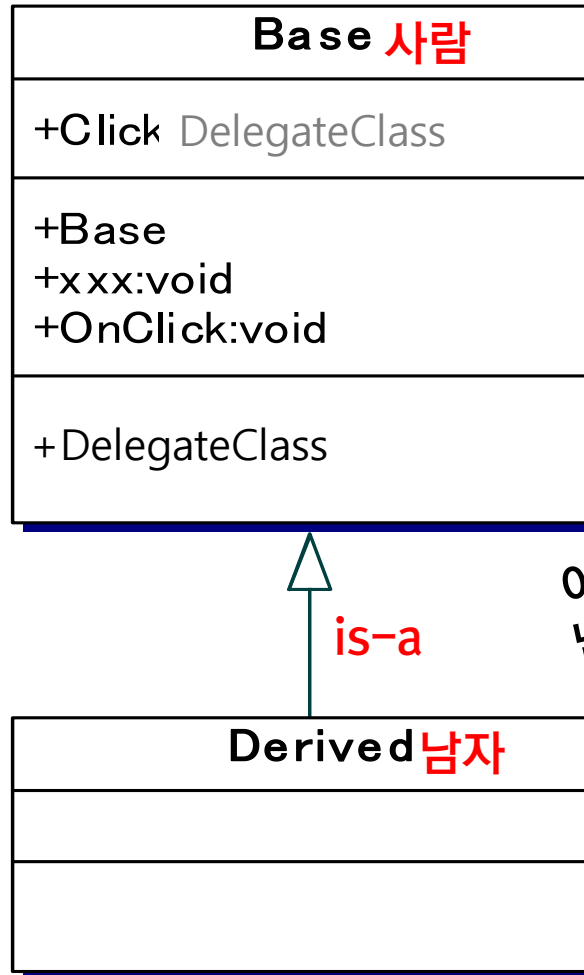 Base 사람
+Click DelegateClass
+Base
+xxx:void
+OnClick:void
+DelegateClass
is-a
Derived남자